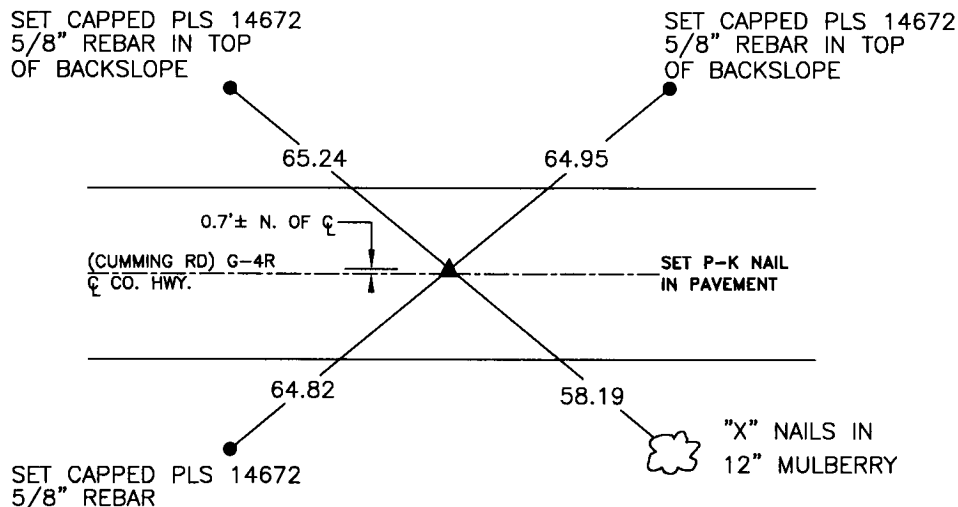 SET CAPPED PLS 14672
5/8" REBAR IN TOP
OF BACKSLOPE
SET CAPPED PLS 14672
5/8" REBAR IN TOP
OF BACKSLOPE
65.24
64.95
0.7'± N. OF ℄
(CUMMING RD) G-4R
℄ CO. HWY.
SET P-K NAIL
IN PAVEMENT
64.82
58.19
"X" NAILS IN
12" MULBERRY
SET CAPPED PLS 14672
5/8" REBAR